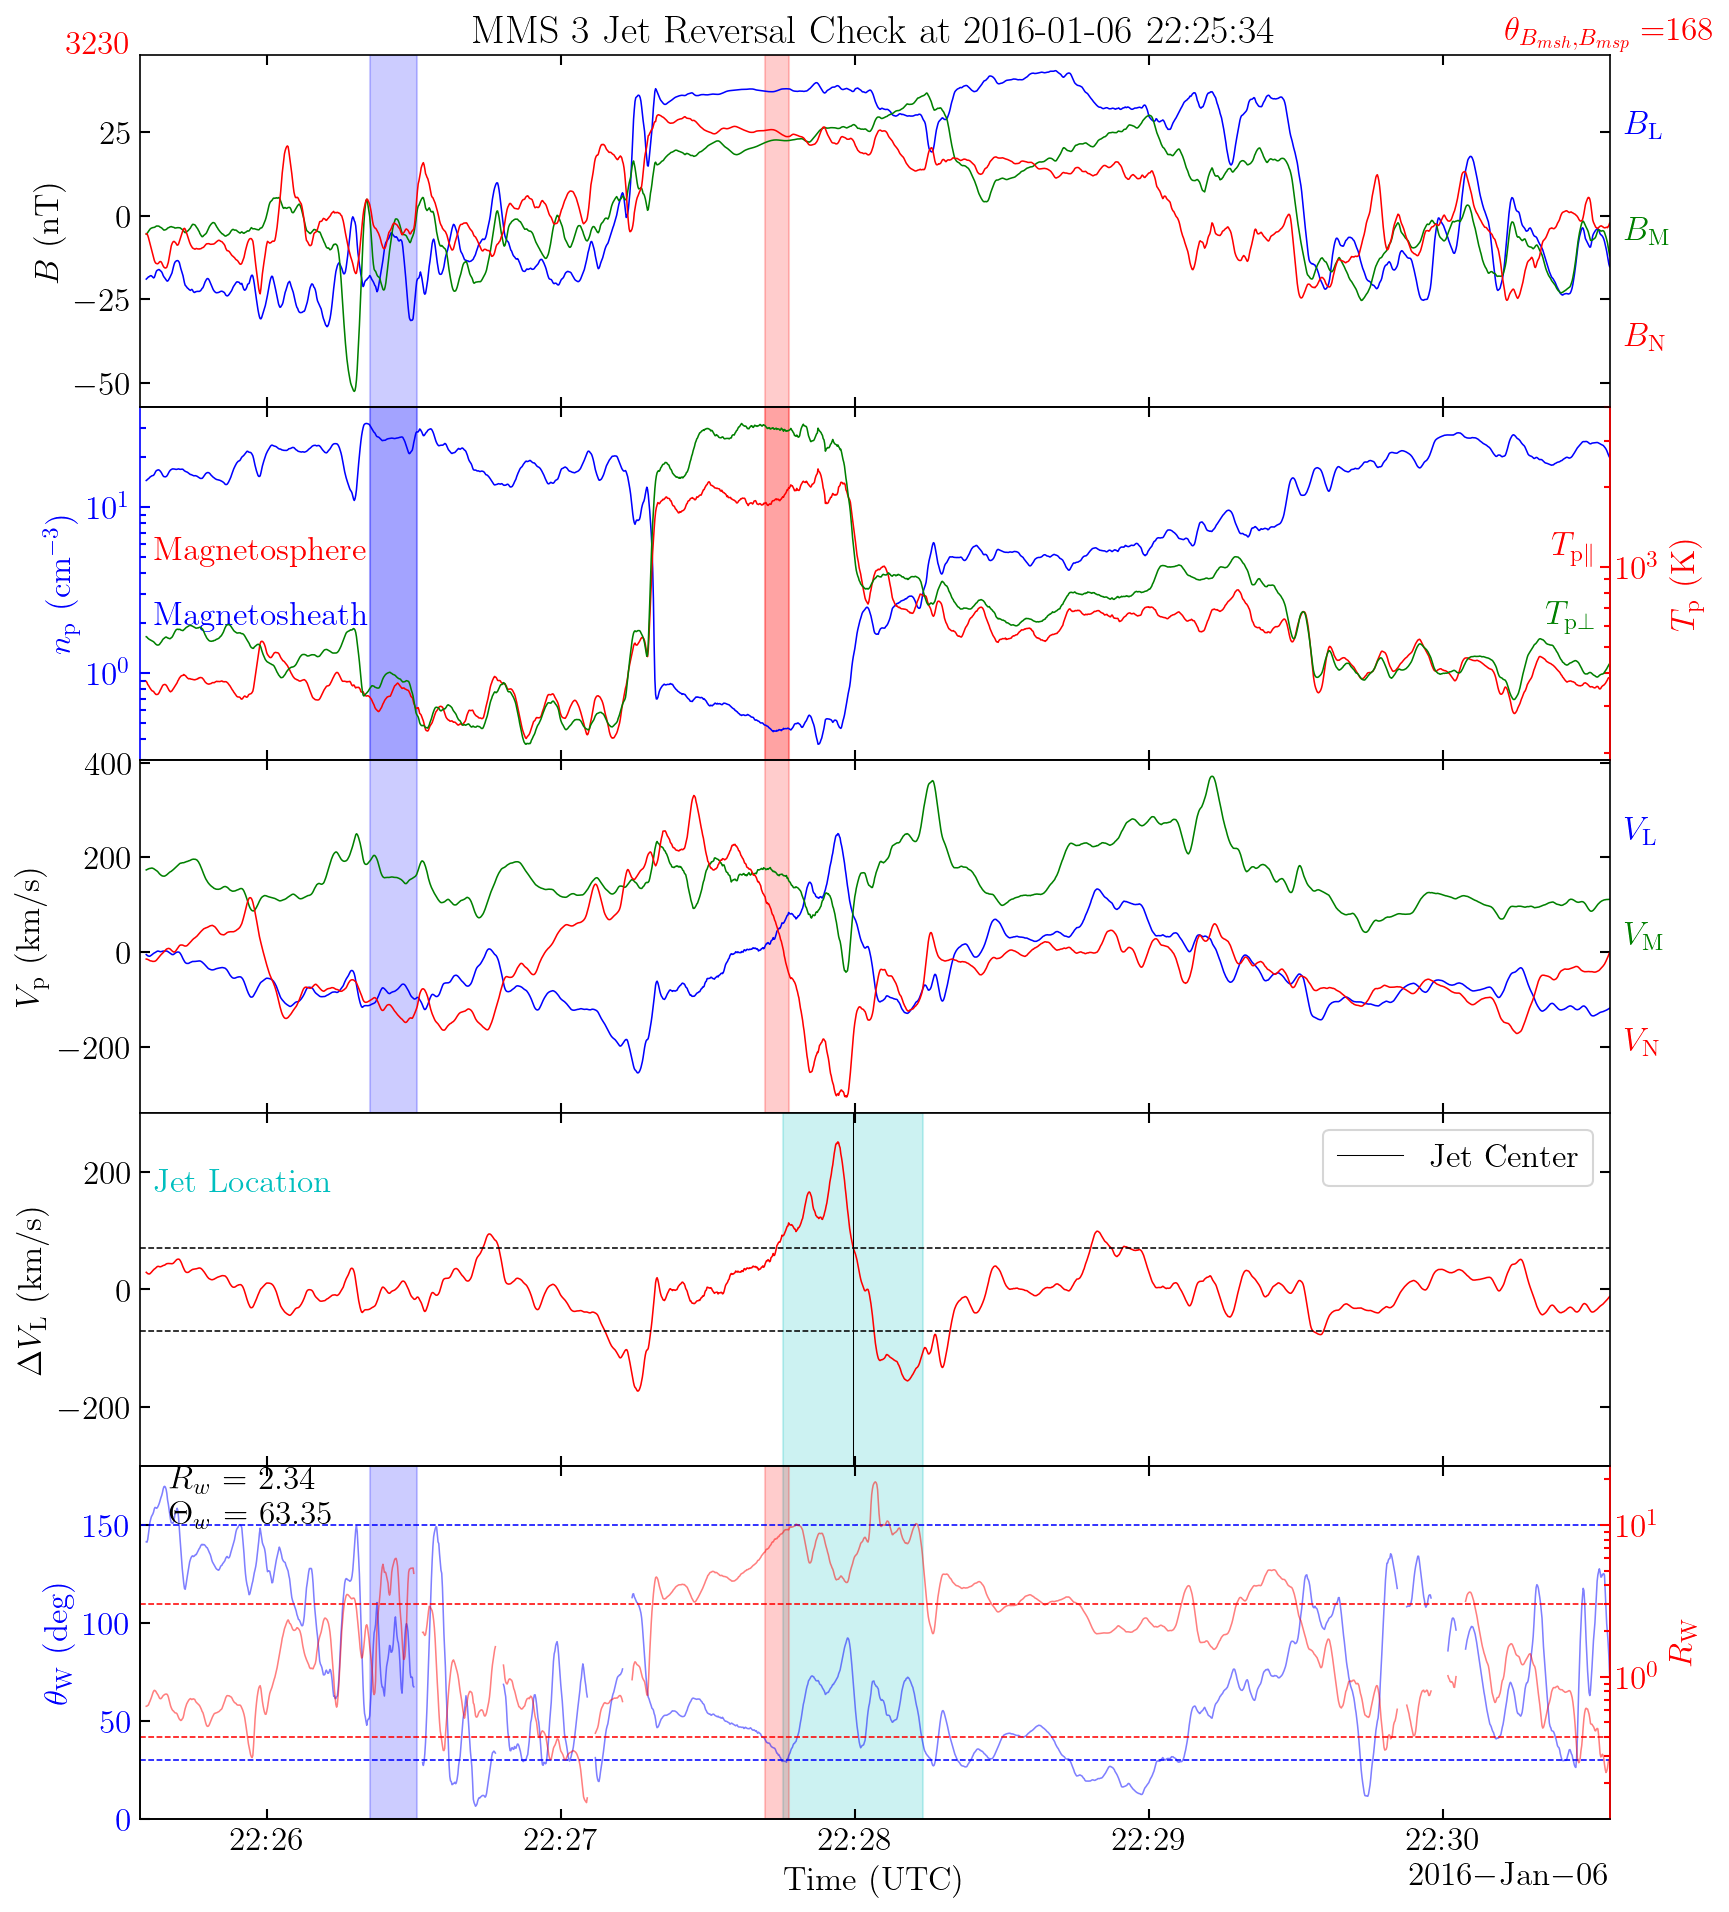 MMS 3 Jet Reversal Check at 2016-01-06 22:25:34
3230
θ_{B_{msh},B_{msp}} =168
25
0
−25
−50
B (nT)
B_L
B_M
B_N
10^1
10^0
n_p (cm^{−3})
Magnetosphere
Magnetosheath
T_{p∥}
T_{p⊥}
10^3
T_p (K)
400
200
0
−200
V_p (km/s)
V_L
V_M
V_N
200
0
−200
ΔV_L (km/s)
Jet Location
Jet Center
R_w = 2.34
Θ_w = 63.35
150
100
50
0
θ_W (deg)
10^1
10^0
R_W
22:26 22:27 22:28 22:29 22:30
Time (UTC)
2016−Jan−06